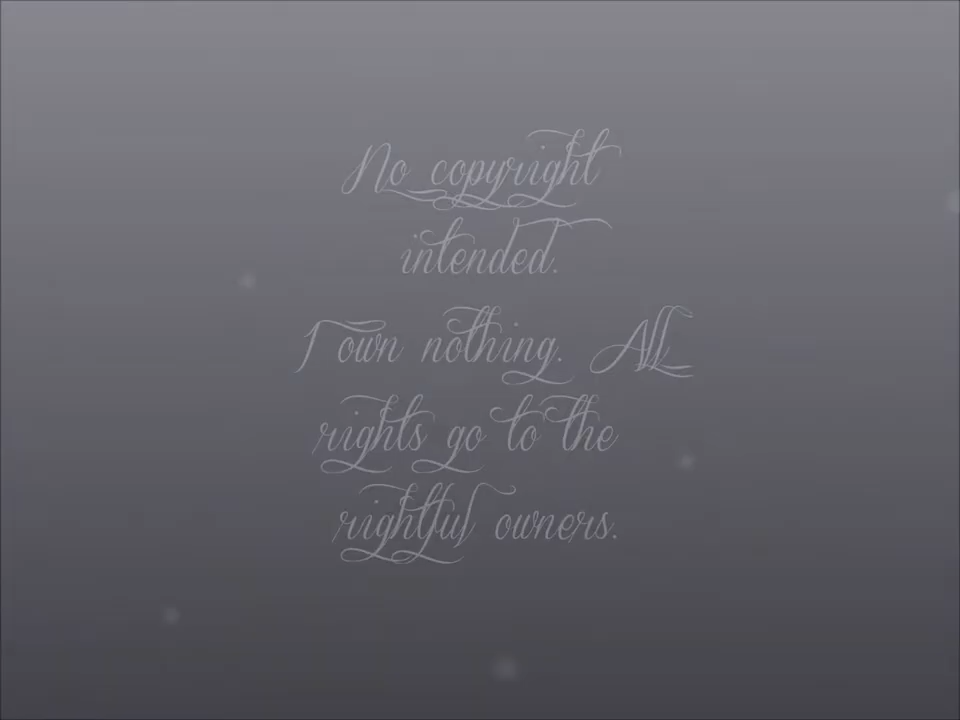 No copyright
intended.
I own nothing. All
rights go to the
rightful owners.